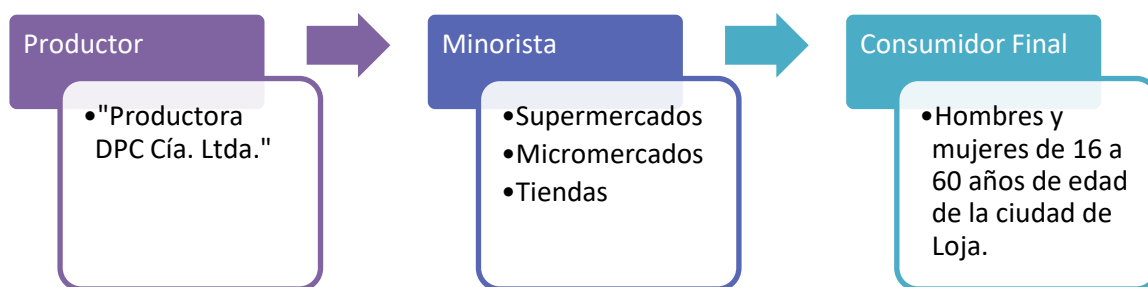 Productor
•"Productora
DPC Cía. Ltda."
Minorista
•Supermercados
•Micromercados
•Tiendas
Consumidor Final
•Hombres y
mujeres de 16 a
60 años de edad
de la ciudad de
Loja.